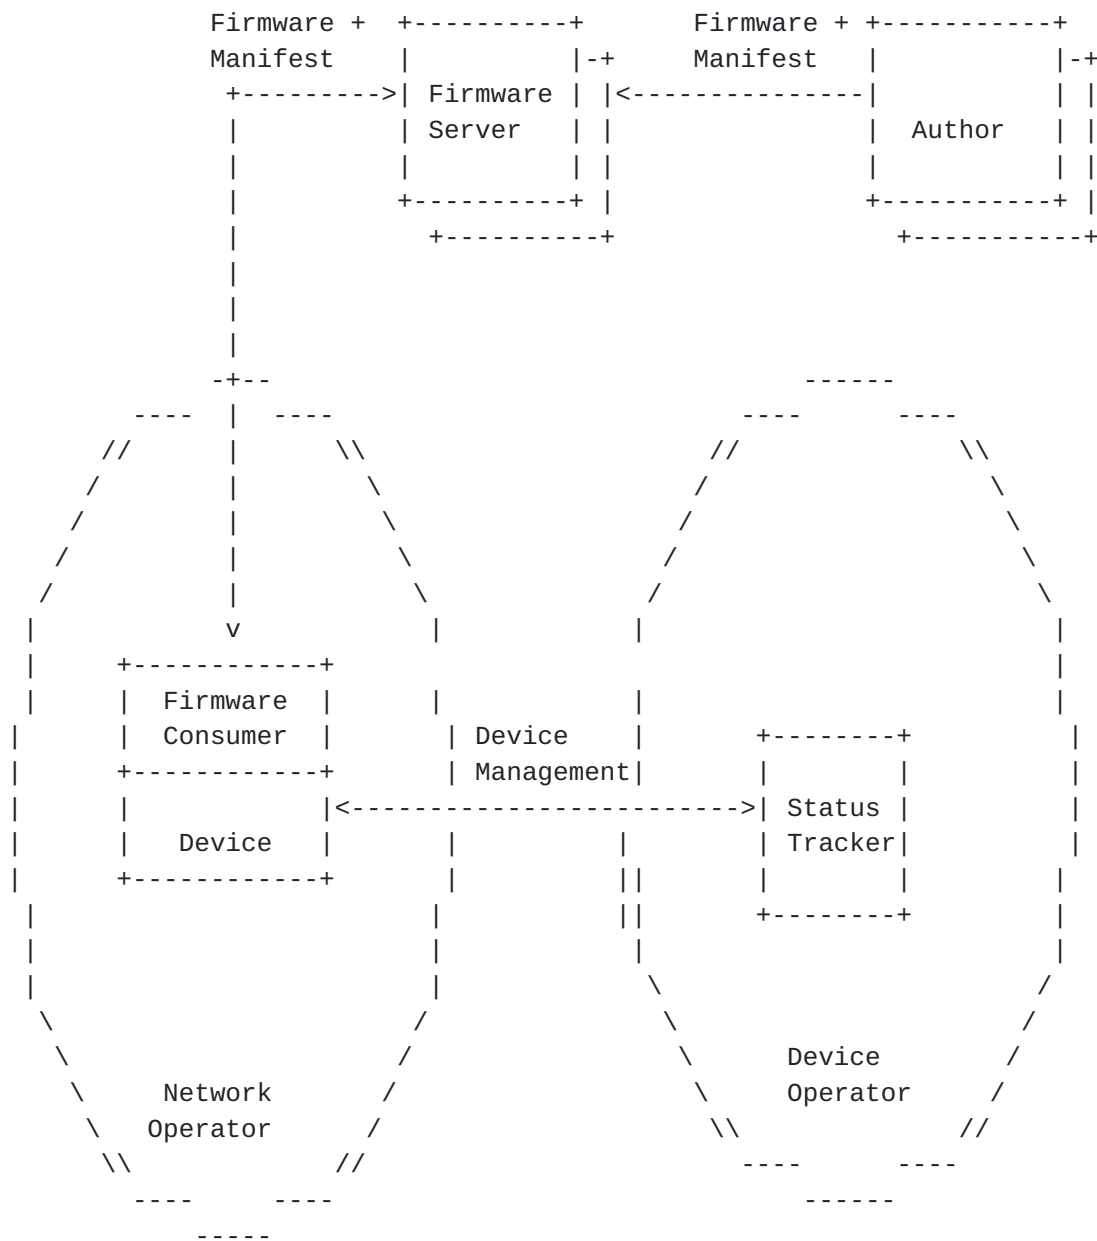 Firmware + Firmware +
Manifest Manifest
Firmware
Server Author
Firmware
Consumer Device
Management
Status
Device Tracker
Device
Network Operator
Operator